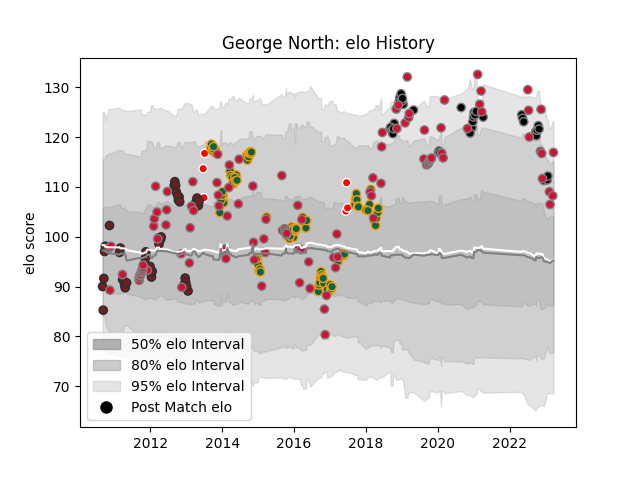 George North: elo History
elo score
130
120
110
100
90
80
70
50% elo Interval
80% elo Interval
95% elo Interval
Post Match elo
2012 2014 2016 2018 2020 2022